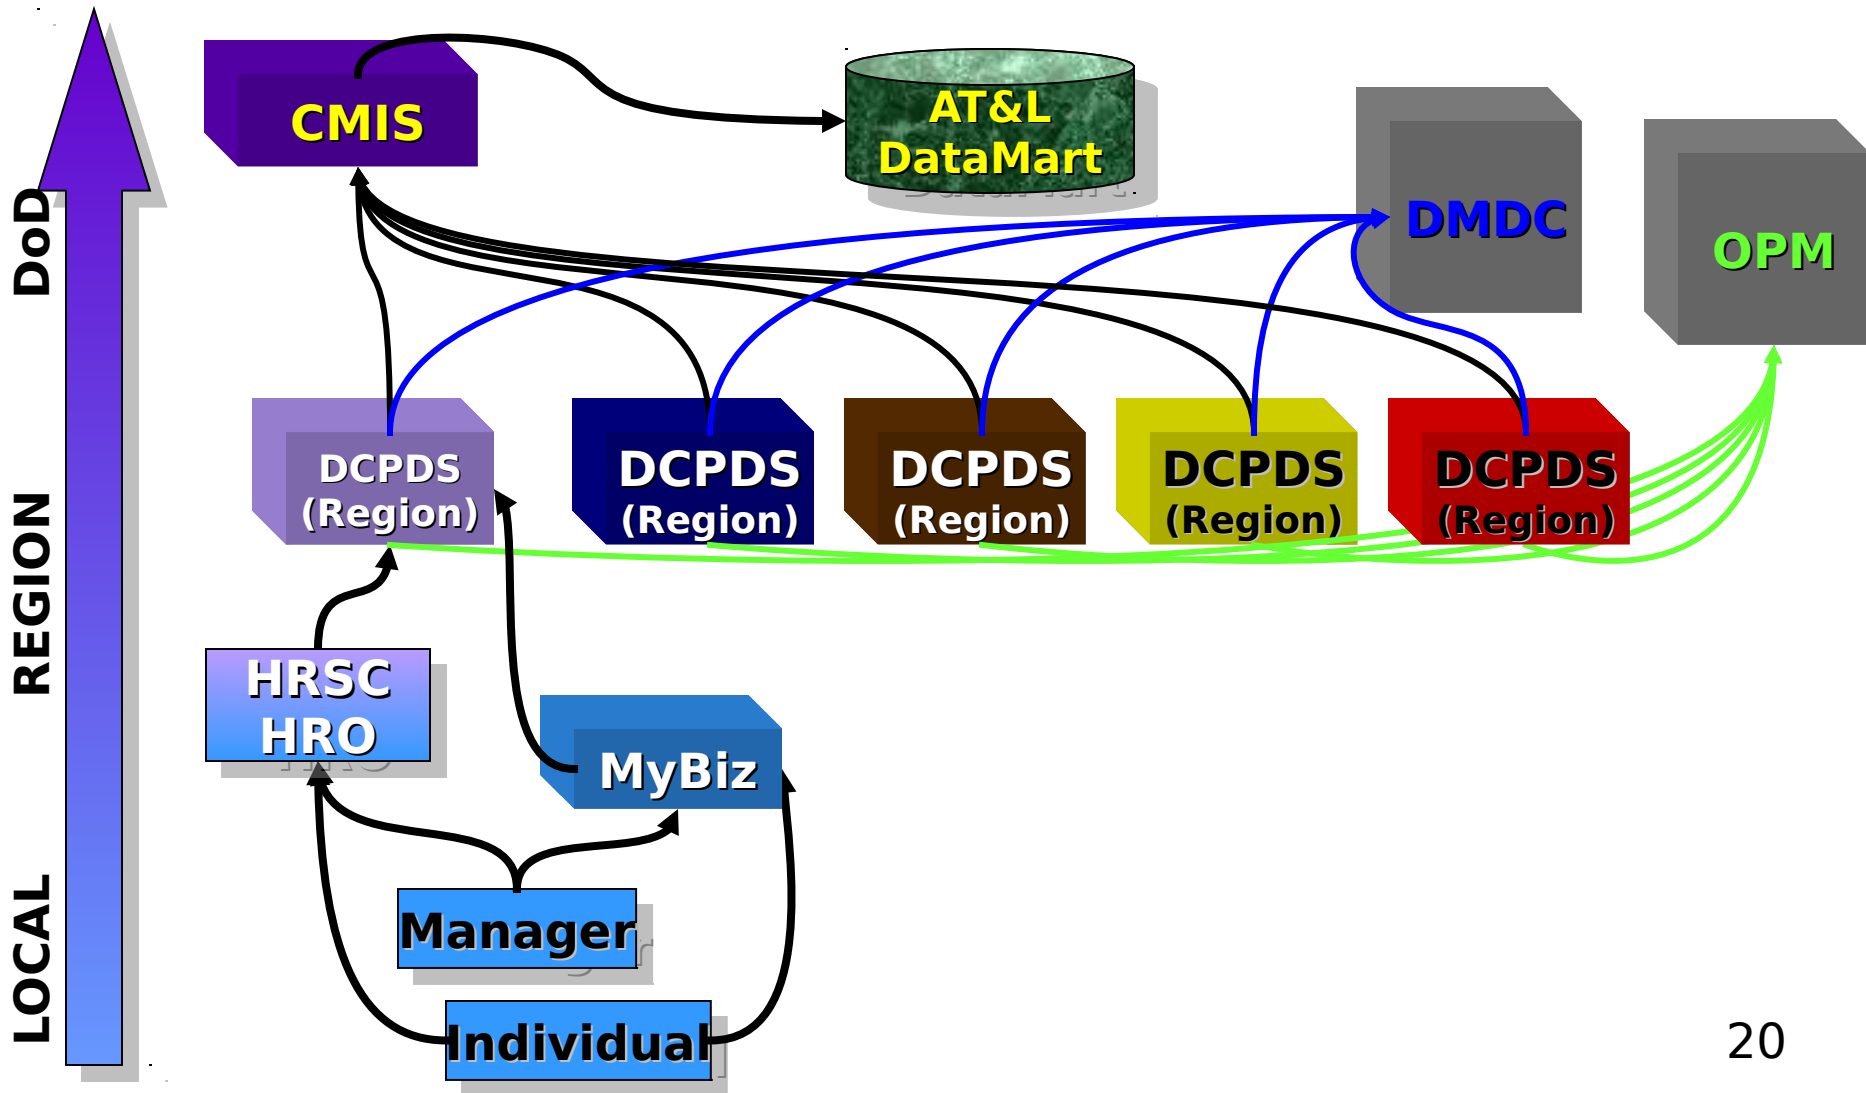 DoD
REGION
LOCAL
CMIS
AT&L
DataMart
DMDC
OPM
DCPDS
(Region)
DCPDS
(Region)
DCPDS
(Region)
DCPDS
(Region)
DCPDS
(Region)
HRSC
HRO
MyBiz
Manager
Individual
20